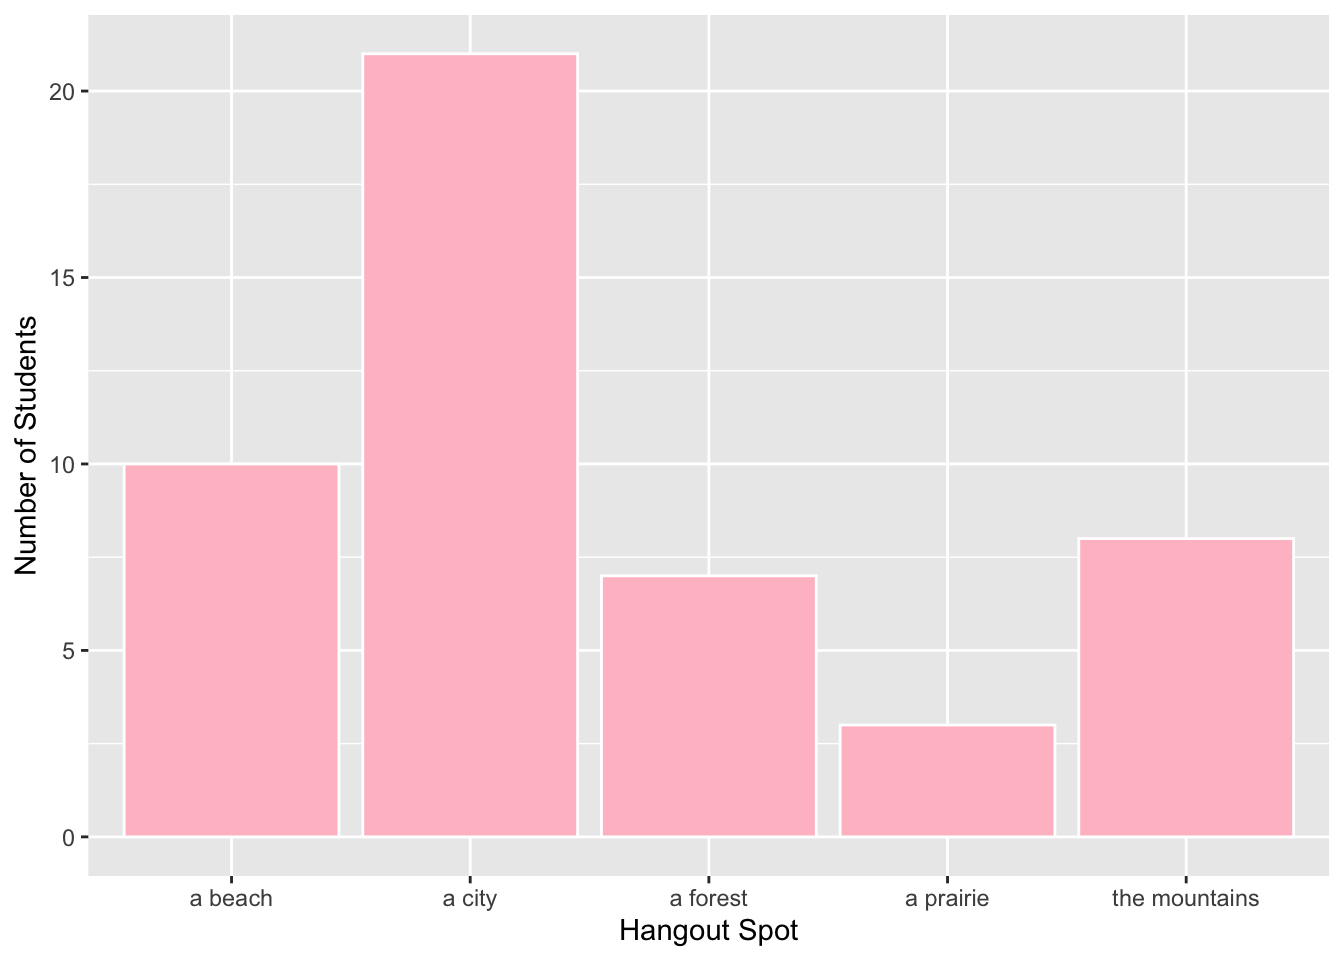 20
15
10
5
0
Number of Students
a beach
a city
a forest
a prairie
the mountains
Hangout Spot